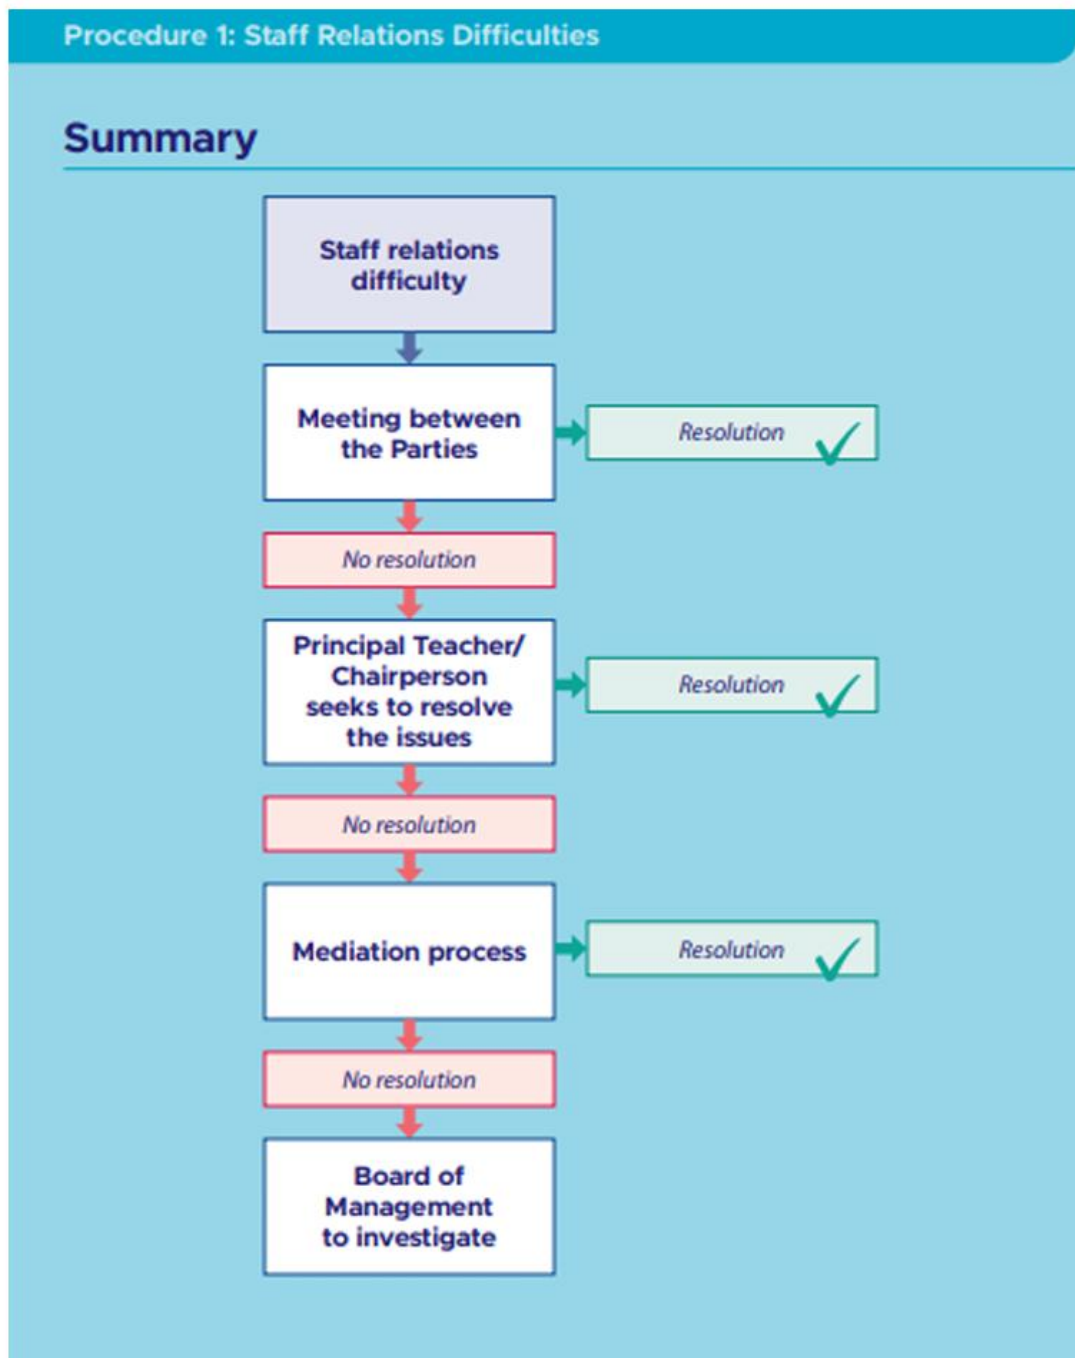 Procedure 1: Staff Relations Difficulties
Summary
Staff relations
difficulty
Meeting between
the Parties
Resolution
No resolution
Principal Teacher/
Chairperson
seeks to resolve
the issues
Resolution
No resolution
Mediation process
Resolution
No resolution
Board of
Management
to investigate